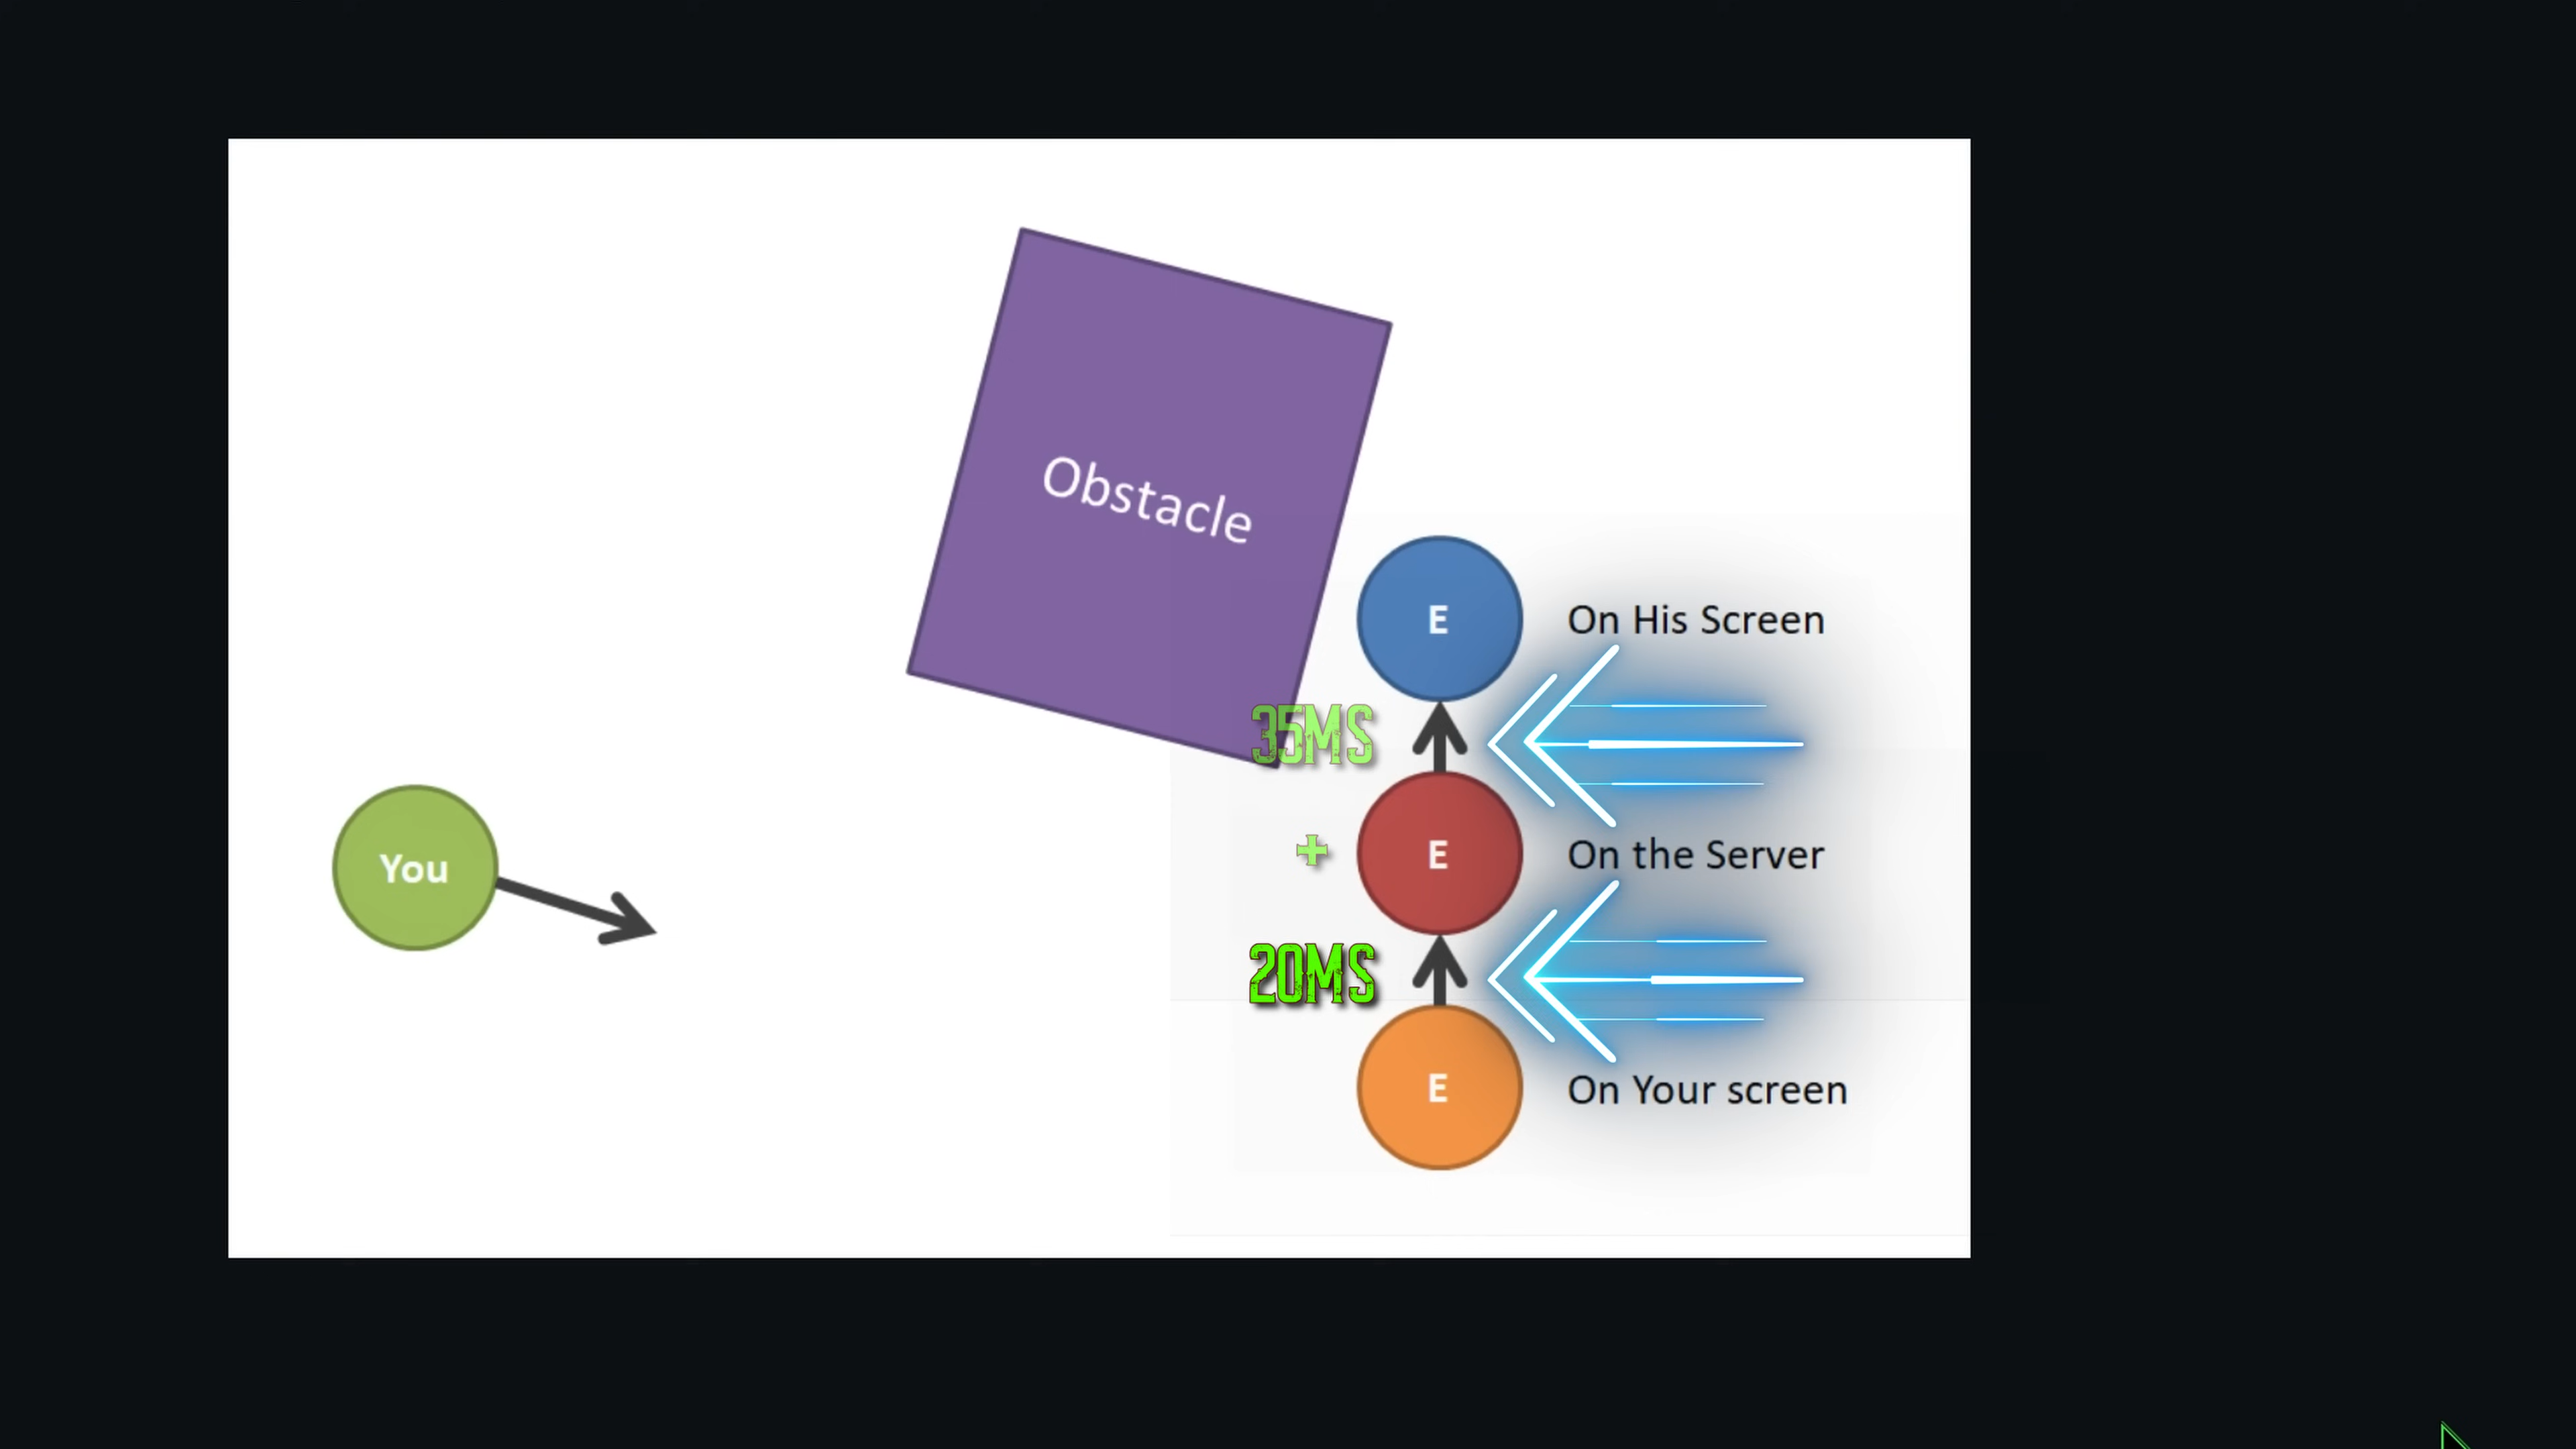 Obstacle
E
On His Screen
35MS
You
+
E
On the Server
20MS
E
On Your screen